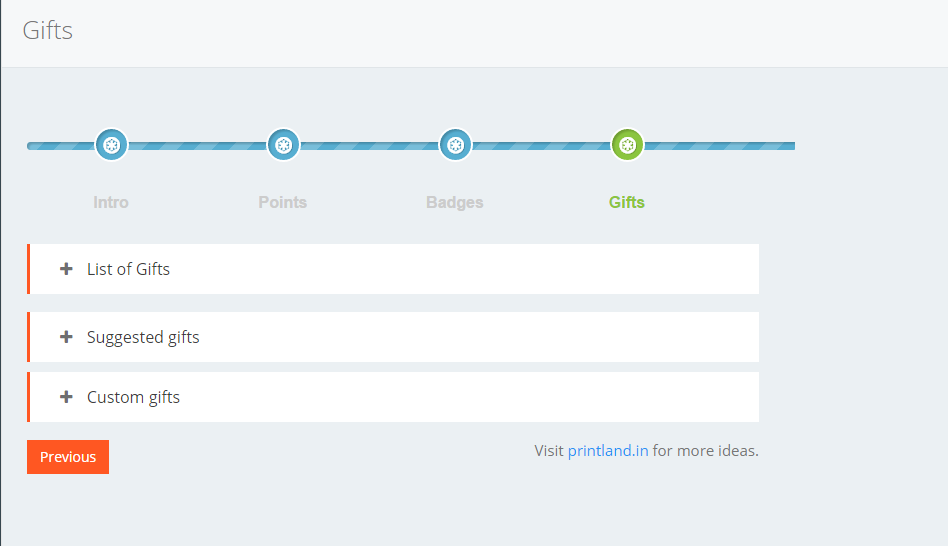 Gifts
Intro Points Badges Gifts
List of Gifts
Suggested gifts
Custom gifts
Previous Visit printland.in for more ideas.